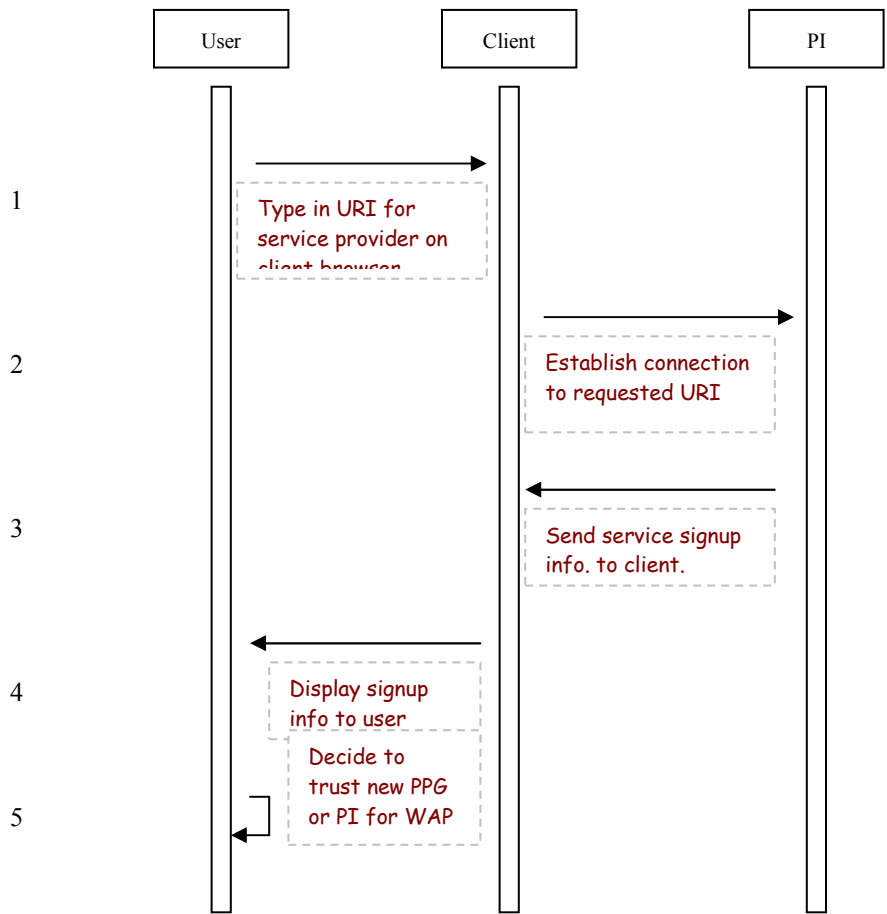 User
Client
PI
1
Type in URI for
service provider on
client browser
2
Establish connection
to requested URI
3
Send service signup
info. to client.
4
Display signup
info to user
Decide to
trust new PPG
or PI for WAP
5